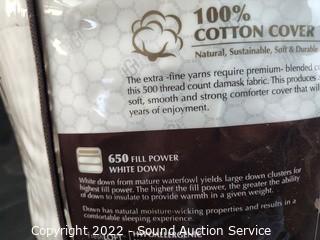 100%
COTTON COVER
Natural, Sustainable, Soft & Durable
The extra-fine yarns require premium- blended co
this 500 thread count damask fabric. This produces a
soft, smooth and strong comforter cover that will
years of enjoyment.
650 FILL POWER
WHITE DOWN
White down from mature waterfowl yields large down clusters for
highest fill power. The higher the fill power, the greater the ability
of down to insulate to provide warmth in a given weight.
Down has natural moisture-wicking properties and results in a
comfortable sleeping experience.
LOFT HYPOALLERGENIC
Copyright 2022 - Sound Auction Service